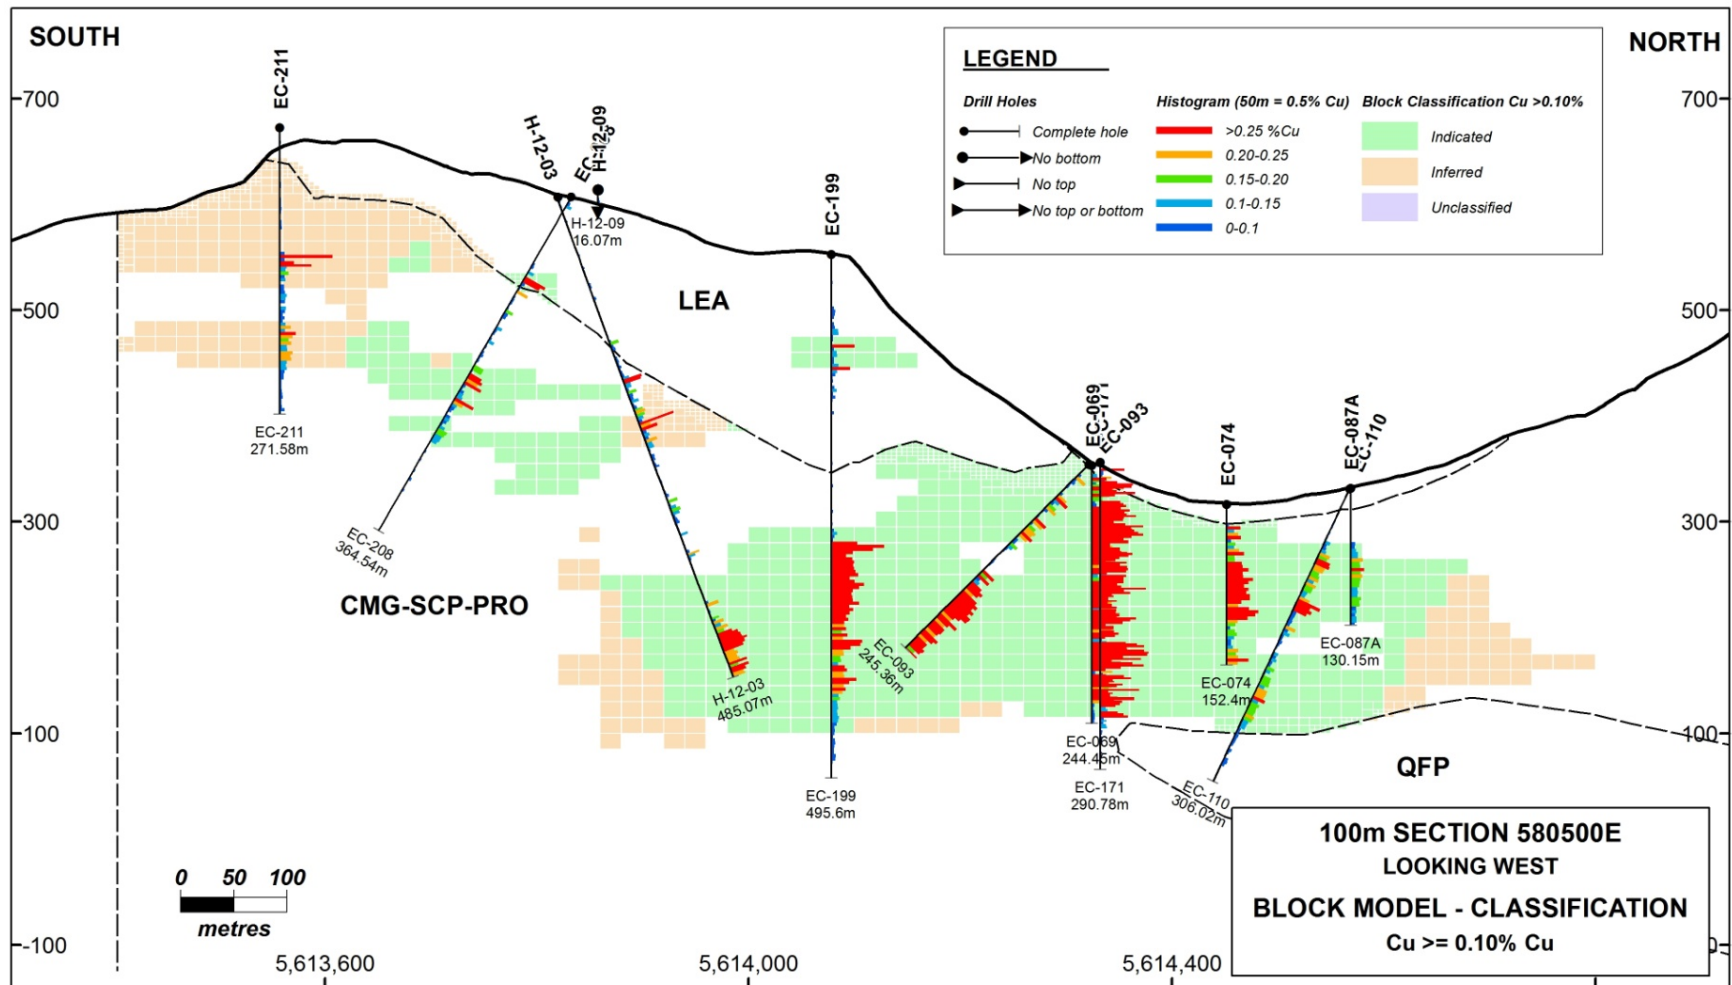 SOUTH
NORTH
LEGEND
Drill Holes
Complete hole
No bottom
No top
No top or bottom
Histogram (50m = 0.5% Cu)
>0.25 %Cu
0.20-0.25
0.15-0.20
0.1-0.15
0-0.1
Block Classification Cu >0.10%
Indicated
Inferred
Unclassified
700
500
300
100
-100
700
500
300
100
EC-211
H-12-03
H-12-09
EC-199
EC-069
EC-093
EC-074
EC-087A
EC-110
H-12-09
16.07m
LEA
EC-211
271.58m
EC-208
364.54m
CMG-SCP-PRO
H-12-03
485.07m
EC-199
495.6m
EC-093
245.36m
EC-069
244.45m
EC-171
290.78m
EC-074
152.4m
EC-087A
130.15m
EC-110
306.02m
QFP
0 50 100
metres
5,613,600
5,614,000
5,614,400
100m SECTION 580500E
LOOKING WEST
BLOCK MODEL - CLASSIFICATION
Cu >= 0.10% Cu